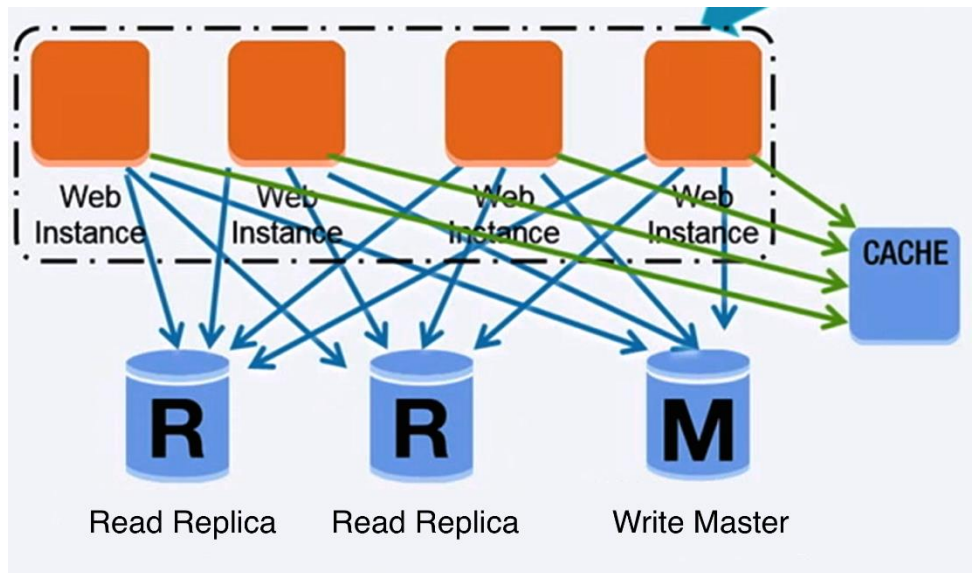 Web Web Web Web
Instance Instance Instance Instance
CACHE
R R M
Read Replica Read Replica Write Master